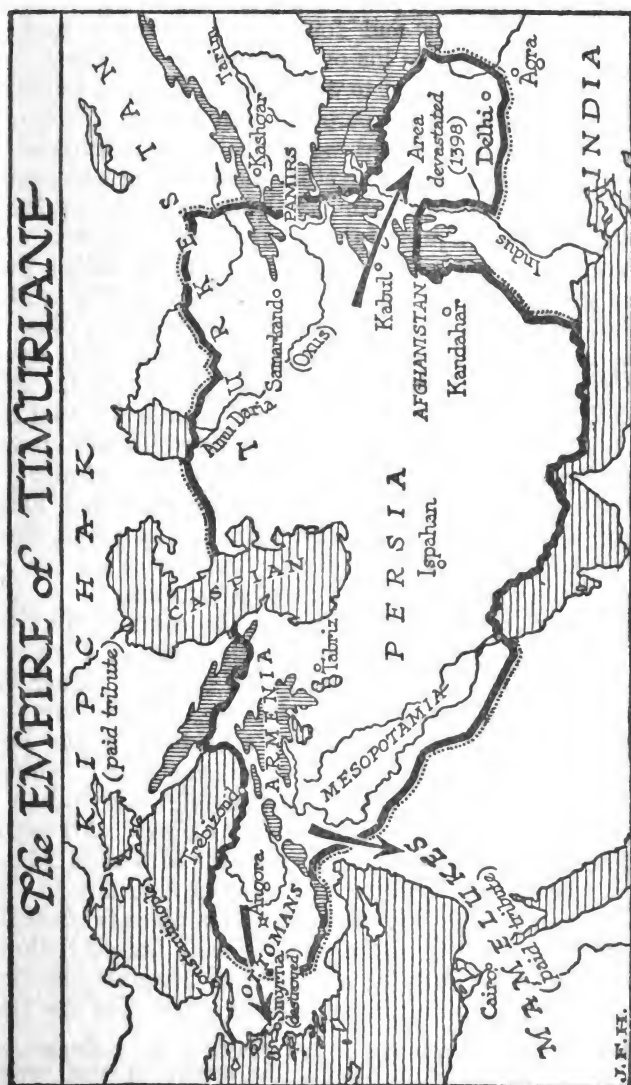 The EMPIRE of TIMURLANE
KIPCHAK
(paid tribute)
TURKESTAN
Tarim
Kashgar
PAMIRS
Constantinople
Trebizond
CASPIAN
Amu Daria
Samarkand
(Oxus)
Angora
OTTOMANS
Smyrna
(destroyed)
ARMENIA
Tabriz
Kabul
Area
devastated
(1398)
Delhi
Agra
AFGHANISTAN
Kandahar
PERSIA
Ispahan
MESOPOTAMIA
Indus
INDIA
MAMELUKES
(paid tribute)
Cairo
J.F.H.